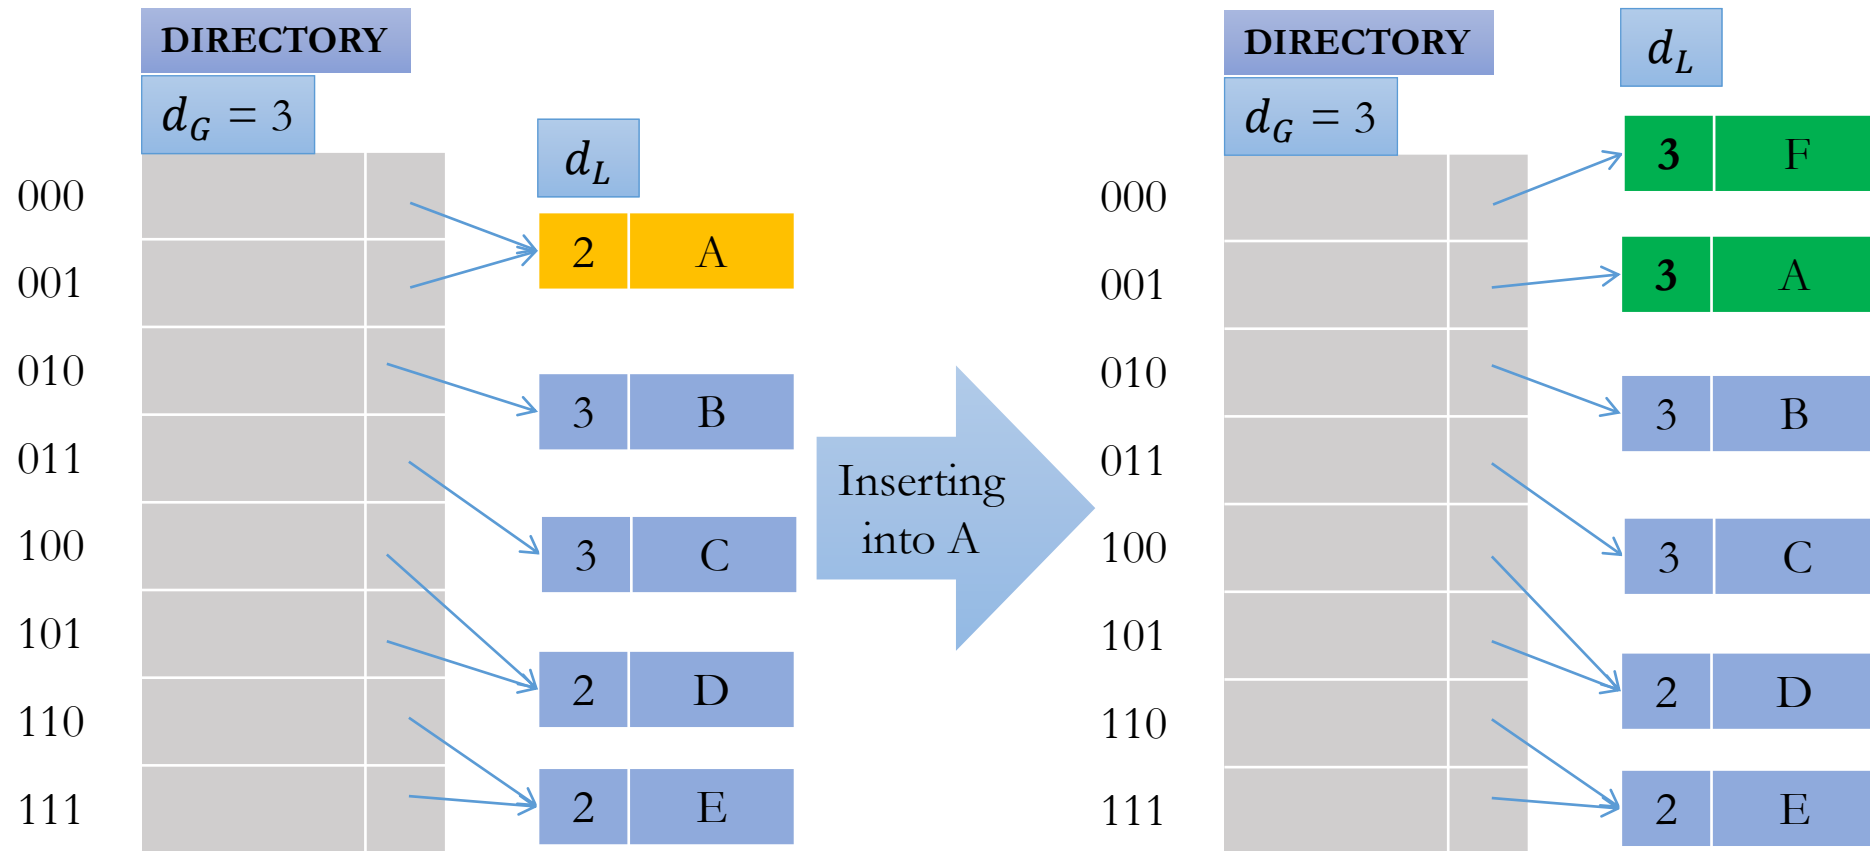 DIRECTORY
d_G = 3
d_L
000
2 A
001
010
3 B
011
100
3 C
101
2 D
110
111
2 E
Inserting
into A
DIRECTORY
d_L
d_G = 3
3 F
000
3 A
001
010
3 B
011
100
3 C
101
2 D
110
111
2 E